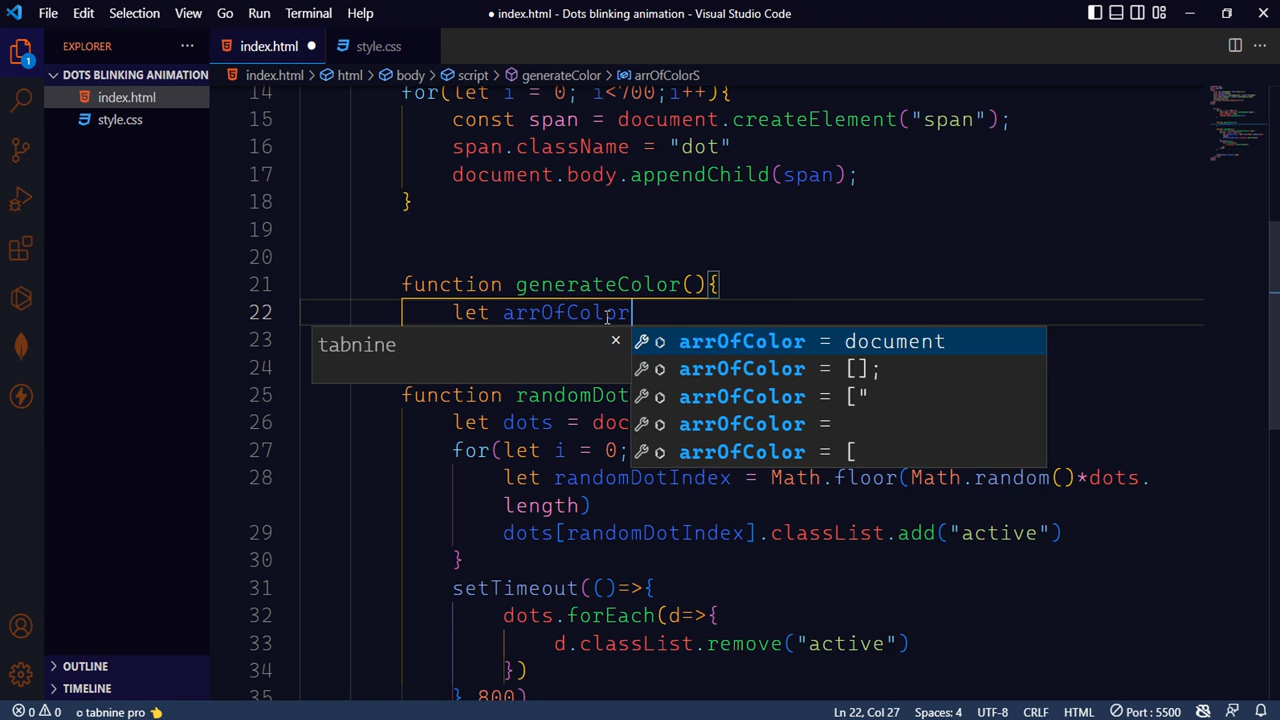 File Edit Selection View Go Run Terminal Help
● index.html - Dots blinking animation - Visual Studio Code
EXPLORER
index.html
style.css
DOTS BLINKING ANIMATION
index.html > html > body > script > generateColor > arrOfColorS
index.html
style.css
14 for(let i = 0; i<700;i++){
15 const span = document.createElement("span");
16 span.className = "dot"
17 document.body.appendChild(span);
18 }
19
20
21 function generateColor(){
22 let arrOfColor
23
tabnine
arrOfColor = document
arrOfColor = [];
arrOfColor = ["
arrOfColor =
arrOfColor = [
24
25 function randomDot
26 let dots = doc
27 for(let i = 0;
28 let randomDotIndex = Math.floor(Math.random()*dots.
length)
29 dots[randomDotIndex].classList.add("active")
30 }
31 setTimeout(()=>{
32 dots.forEach(d=>{
33 d.classList.remove("active")
34 })
35 }, 800)
OUTLINE
TIMELINE
0 0 tabnine pro Ln 22, Col 27 Spaces: 4 UTF-8 CRLF HTML Port : 5500